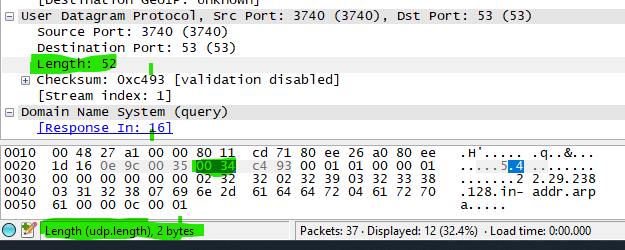 [Destination GeoIP: Unknown]
User Datagram Protocol, Src Port: 3740 (3740), Dst Port: 53 (53)
Source Port: 3740 (3740)
Destination Port: 53 (53)
Length: 52
Checksum: 0xc493 [validation disabled]
[Stream index: 1]
Domain Name System (query)
[Response In: 16]
0010 00 48 27 a1 00 00 80 11 cd 71 80 ee 26 a0 80 ee .H'..... .q..&...
0020 1d 16 0e 9c 00 35 00 34 c4 93 00 01 01 00 00 01 .....5.4 ........
0030 00 00 00 00 00 00 02 32 32 02 32 39 03 32 33 38 .......2 2.29.238
0040 03 31 32 38 07 69 6e 2d 61 64 64 72 04 61 72 70 .128.in- addr.arp
0050 61 00 00 0c 00 01 a.....
Length (udp.length), 2 bytes
Packets: 37 · Displayed: 12 (32.4%) · Load time: 0:00.000